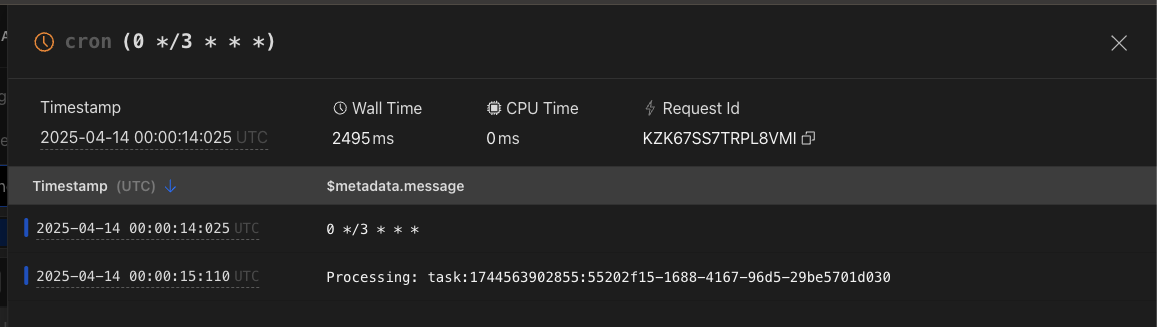 cron (0 */3 * * *)
Timestamp Wall Time CPU Time Request Id
2025-04-14 00:00:14:025 UTC 2495 ms 0 ms KZK67SS7TRPL8VMI
Timestamp (UTC) ↓ $metadata.message
2025-04-14 00:00:14:025 UTC 0 */3 * * *
2025-04-14 00:00:15:110 UTC Processing: task:1744563902855:55202f15-1688-4167-96d5-29be5701d030